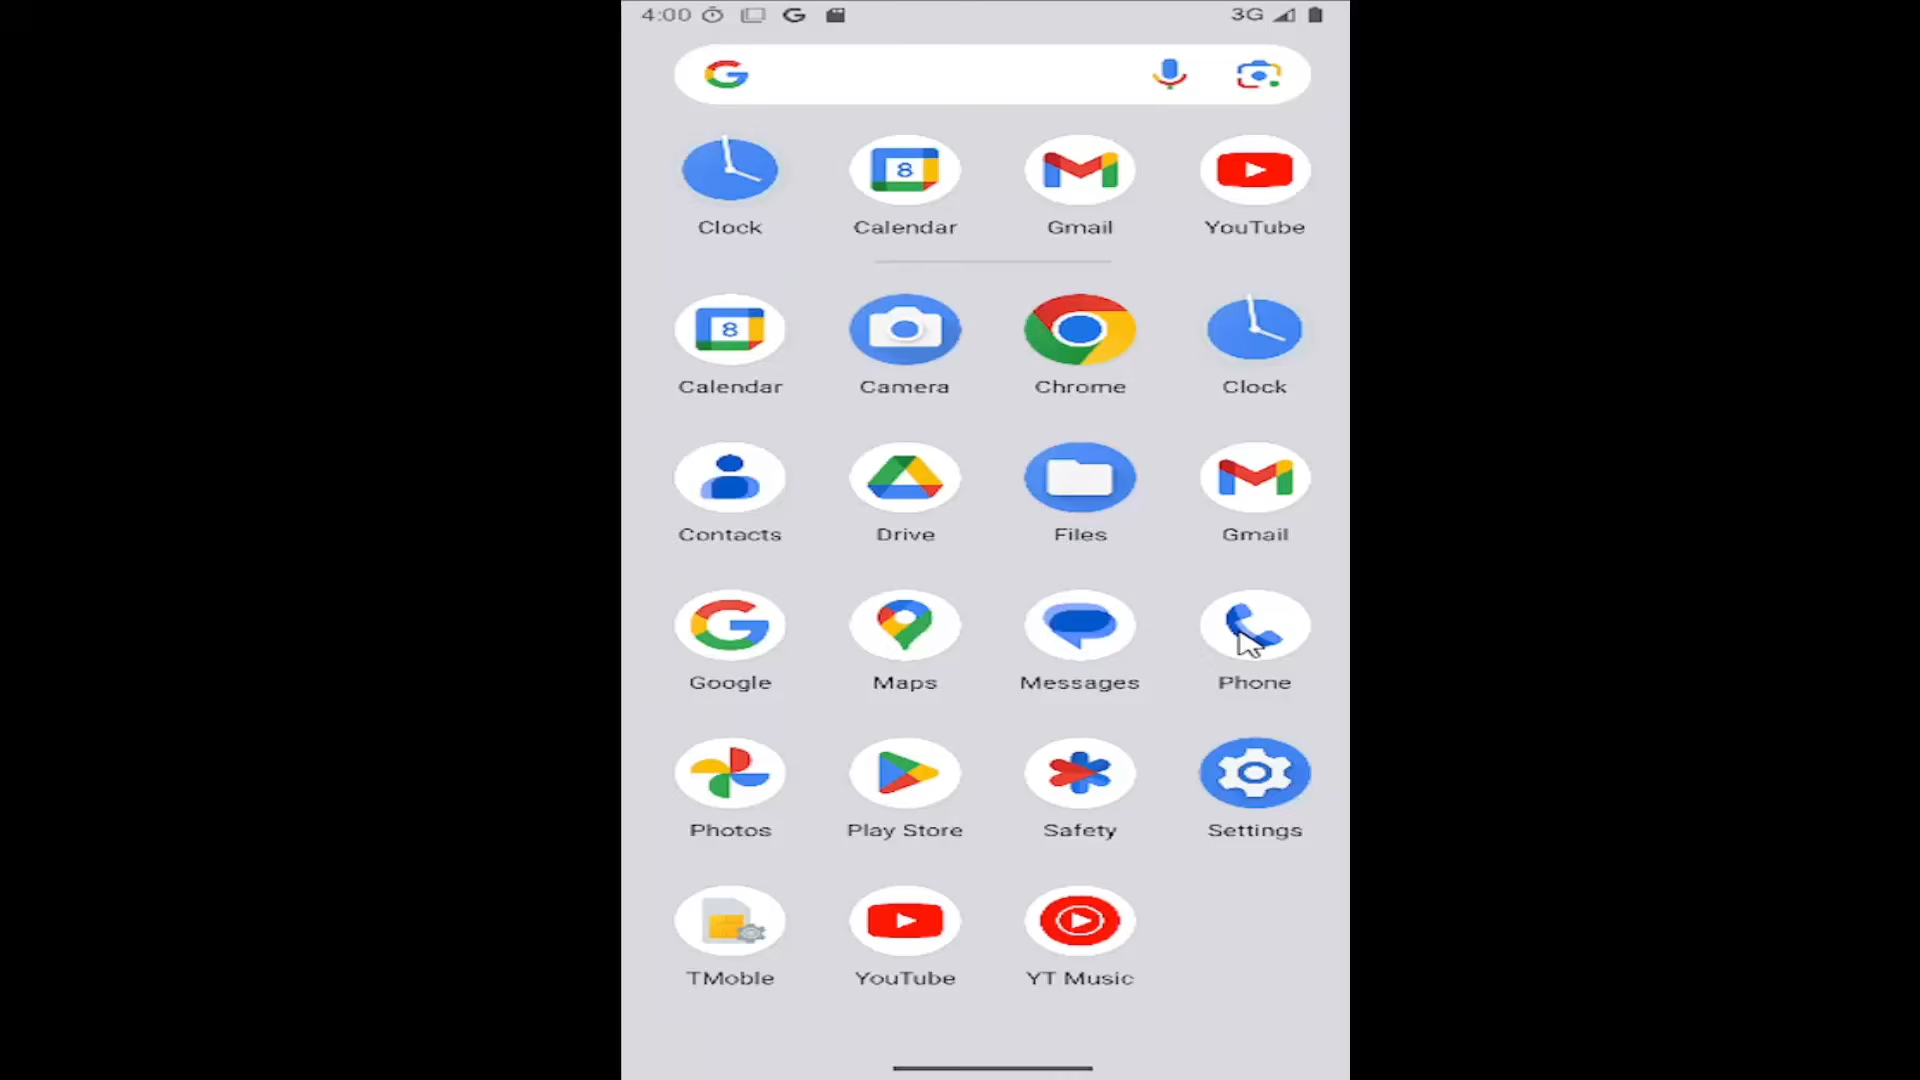 4:00 3G
Clock Calendar Gmail YouTube
8
Calendar Camera Chrome Clock
8
Contacts Drive Files Gmail
Google Maps Messages Phone
Photos Play Store Safety Settings
TMoble YouTube YT Music